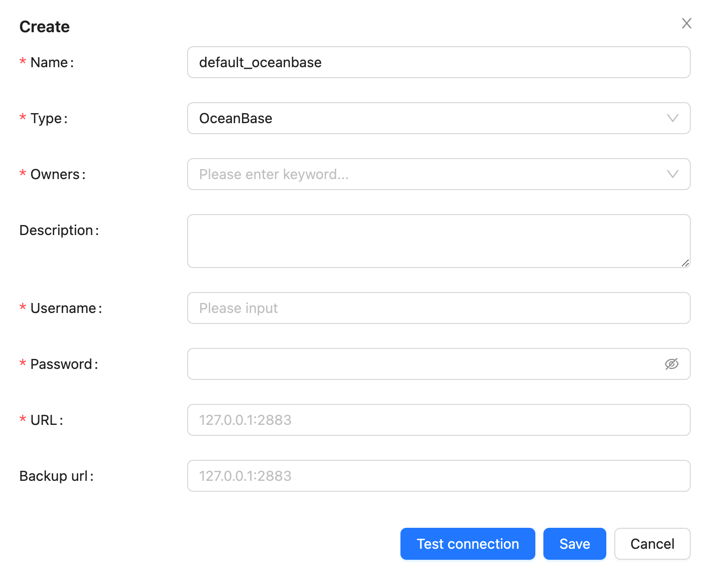 Create
* Name:
default_oceanbase
* Type:
OceanBase
* Owners:
Please enter keyword...
Description:
* Username:
Please input
* Password:
* URL:
127.0.0.1:2883
Backup url:
127.0.0.1:2883
Test connection
Save
Cancel